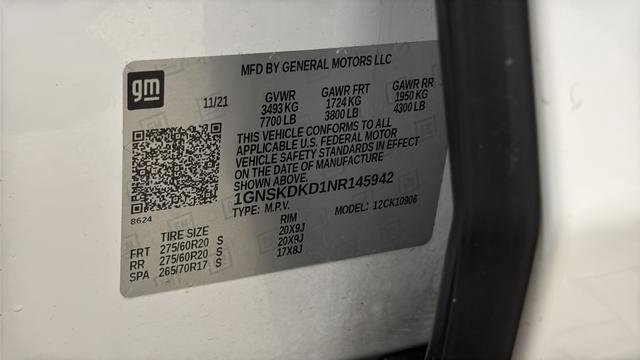 gm
MFD BY GENERAL MOTORS LLC
11/21 GVWR GAWR FRT GAWR RR
3493 KG 1724 KG 1950 KG
7700 LB 3800 LB 4300 LB
THIS VEHICLE CONFORMS TO ALL
APPLICABLE U.S. FEDERAL MOTOR
VEHICLE SAFETY STANDARDS IN EFFECT
ON THE DATE OF MANUFACTURE
SHOWN ABOVE.
1GNSKDKD1NR145942
TYPE: M.P.V. MODEL: 12CK10906
8624
TIRE SIZE RIM
FRT 275/60R20 S 20X9J
RR 275/60R20 S 20X9J
SPA 265/70R17 S 17X8J